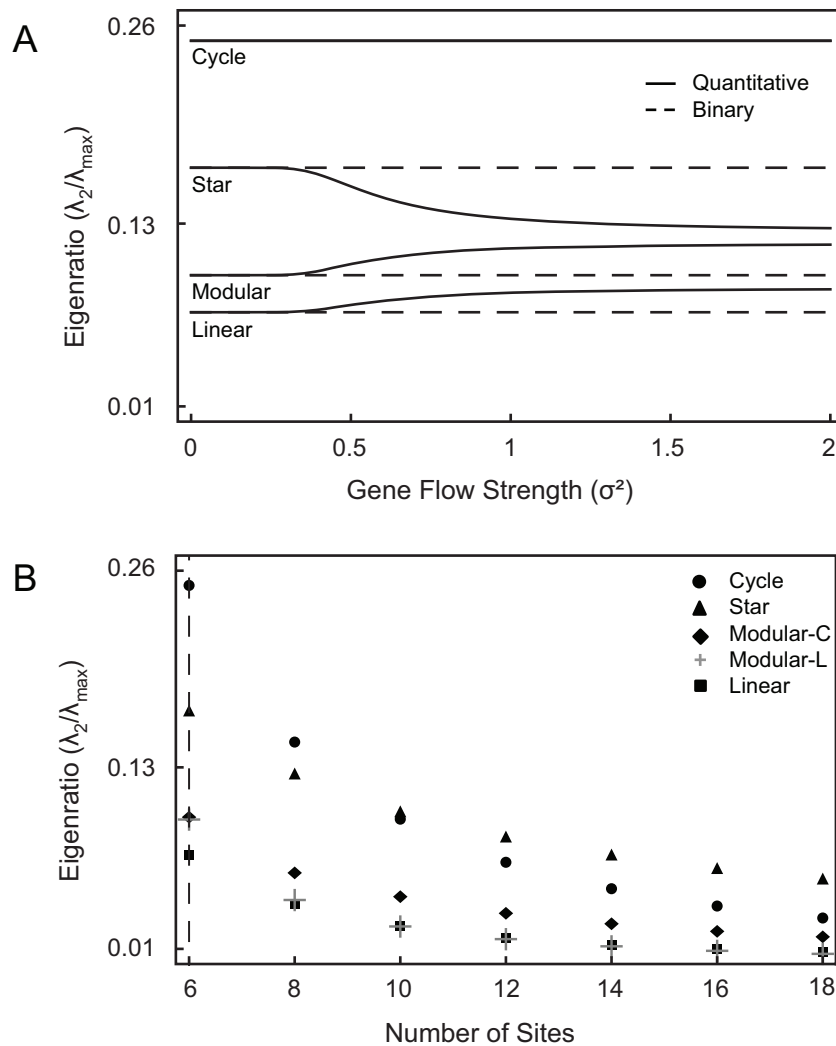 A
0.26
Cycle
Quantitative
Binary
Star
0.13
Modular
Linear
0.01
Eigenratio (λ₂/λmax)
0
0.5
1
1.5
2
Gene Flow Strength (σ²)
B
0.26
Cycle
Star
Modular-C
Modular-L
Linear
0.13
0.01
Eigenratio (λ₂/λmax)
6
8
10
12
14
16
18
Number of Sites